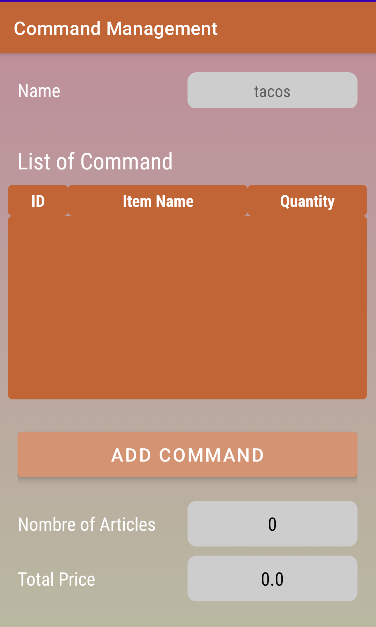 Command Management
Name tacos
List of Command
ID Item Name Quantity
ADD COMMAND
Nombre of Articles 0
Total Price 0.0